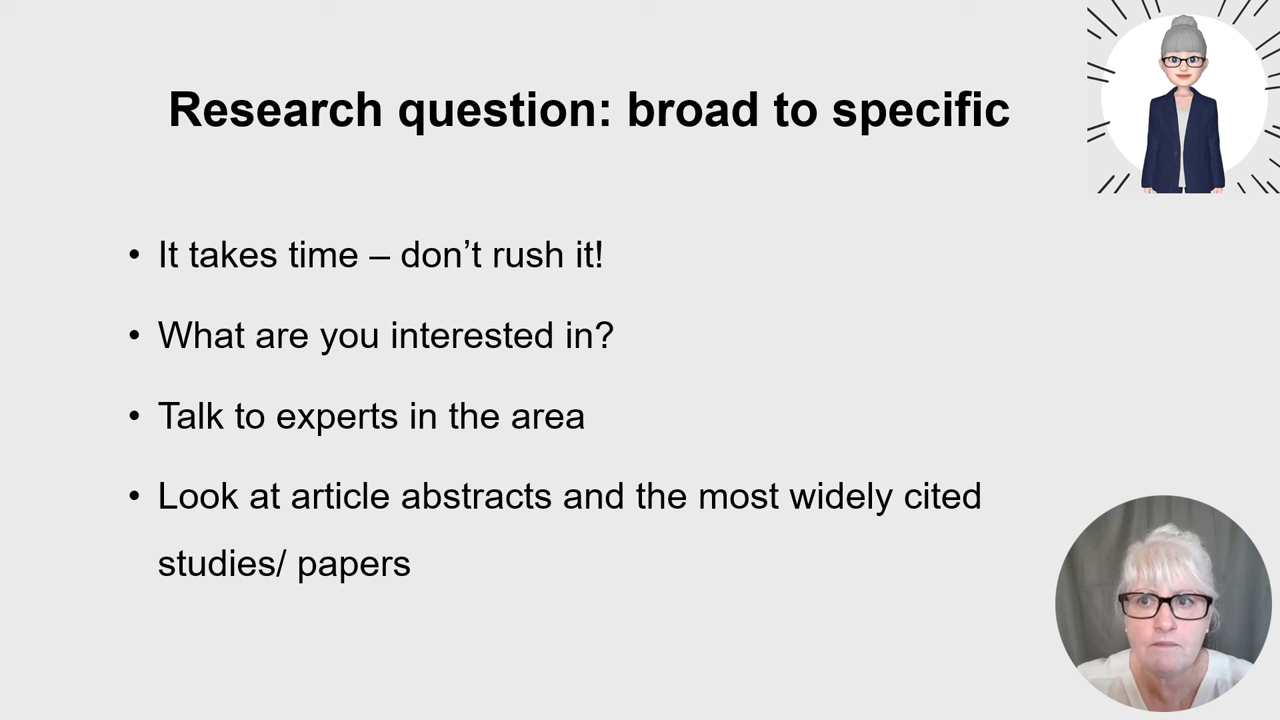 Research question: broad to specific
• It takes time – don’t rush it!
• What are you interested in?
• Talk to experts in the area
• Look at article abstracts and the most widely cited
studies/ papers